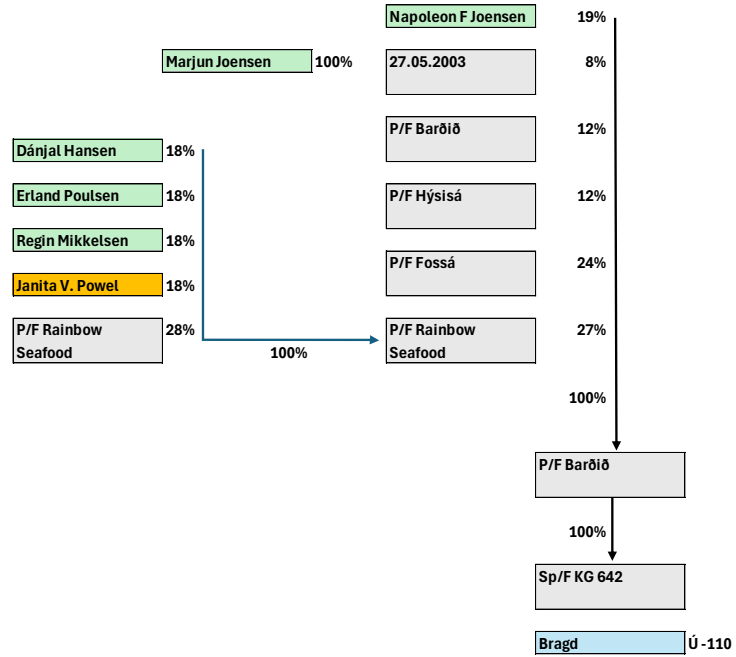 Napoleon F Joensen 19%
Marjun Joensen 100% 27.05.2003 8%
P/F Barðið 12%
Dánjal Hansen 18%
Erland Poulsen 18% P/F Hýsisá 12%
Regin Mikkelsen 18%
P/F Fossá 24%
Janita V. Powel 18%
P/F Rainbow 28% P/F Rainbow 27%
Seafood 100% Seafood
100%
P/F Barðið
100%
Sp/F KG 642
Bragd Ú -110